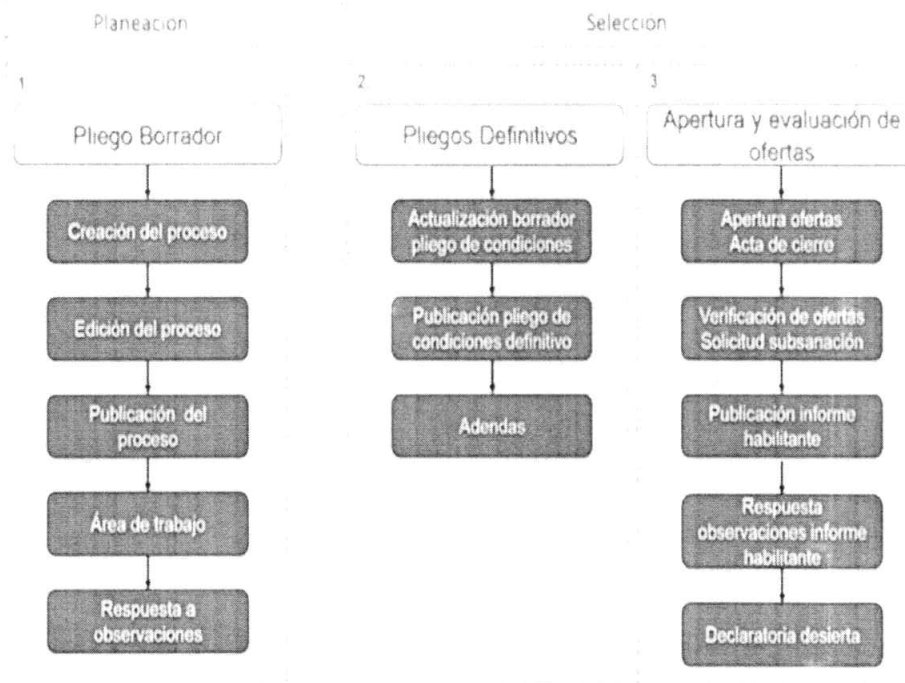 Planeación
Selección
1
Pliego Borrador
Creación del proceso
Edición del proceso
Publicación del
proceso
Área de trabajo
Respuesta a
observaciones
2
Pliegos Definitivos
Actualización borrador
pliego de condiciones
Publicación pliego de
condiciones definitivo
Adendas
3
Apertura y evaluación de
ofertas
Apertura ofertas
Acta de cierre
Verificación de ofertas
Solicitud subsanación
Publicación informe
habilitante
Respuesta
observaciones informe
habilitante
Declaratoria desierta